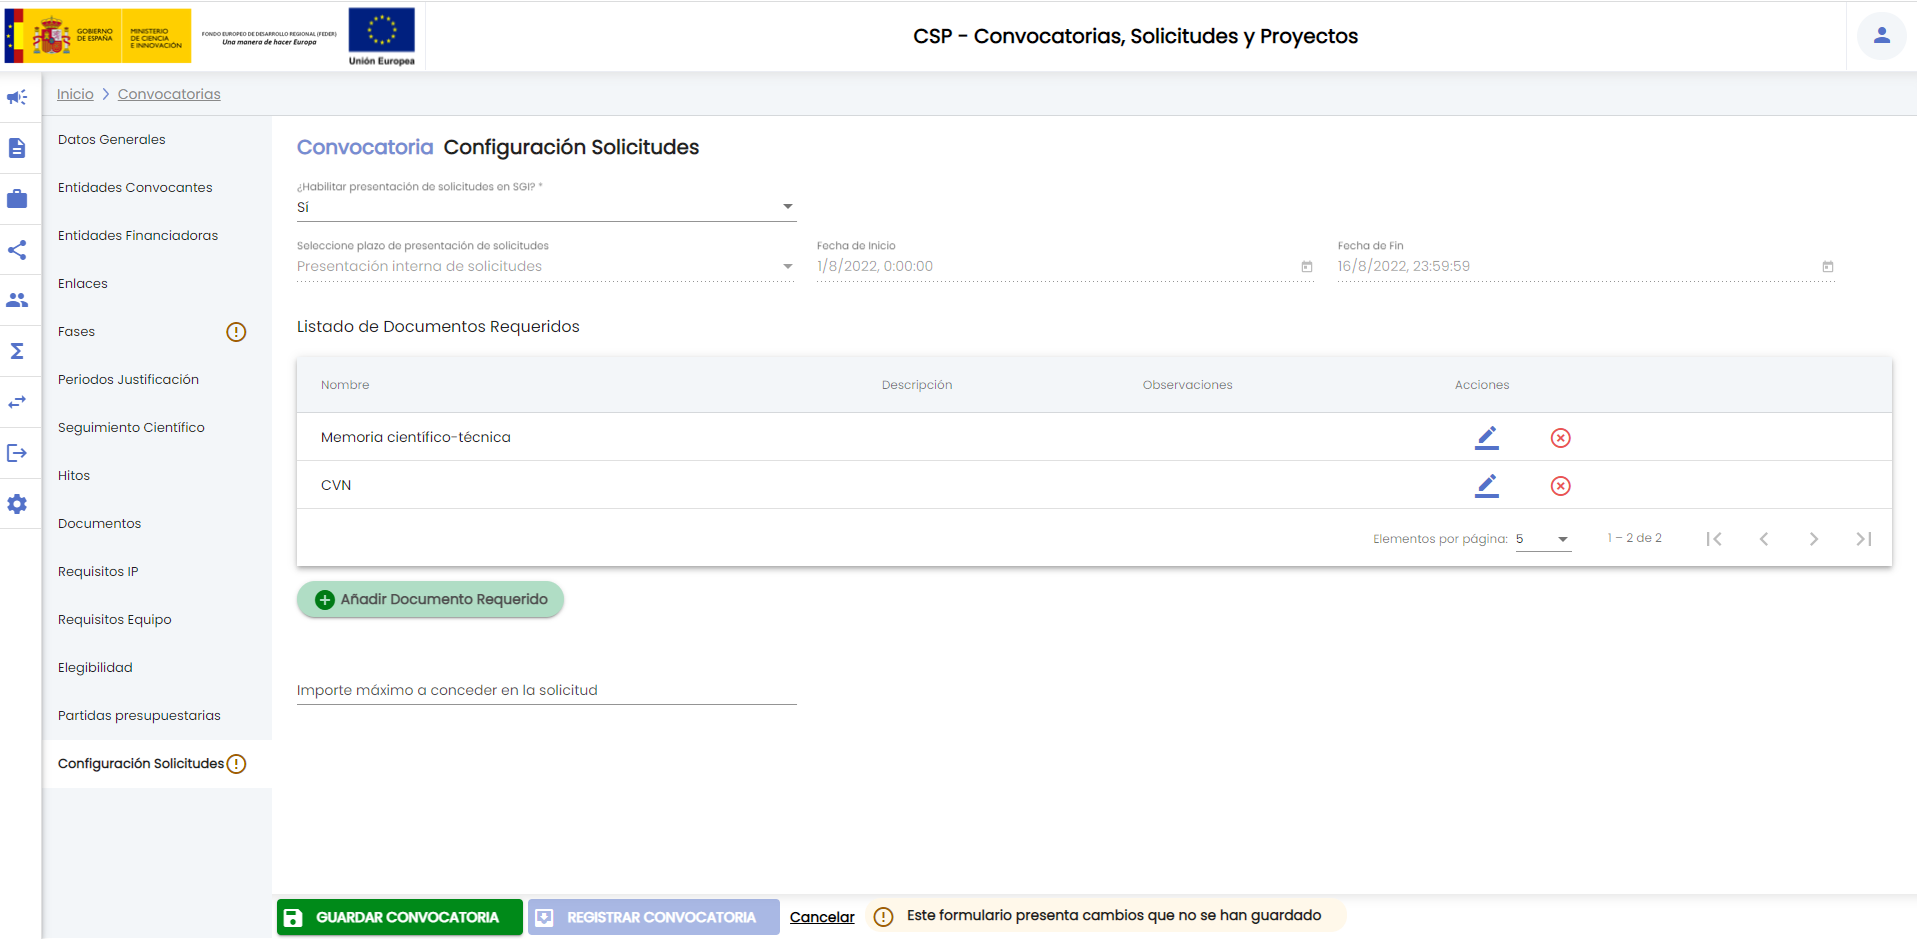 GOBIERNO
DE ESPAÑA
MINISTERIO
DE CIENCIA
E INNOVACIÓN
FONDO EUROPEO DE DESARROLLO REGIONAL (FEDER)
Una manera de hacer Europa
Unión Europea
CSP - Convocatorias, Solicitudes y Proyectos
Inicio > Convocatorias
Datos Generales
Entidades Convocantes
Entidades Financiadoras
Enlaces
Fases
Periodos Justificación
Seguimiento Científico
Hitos
Documentos
Requisitos IP
Requisitos Equipo
Elegibilidad
Partidas presupuestarias
Configuración Solicitudes
Convocatoria Configuración Solicitudes
¿Habilitar presentación de solicitudes en SGI? *
Sí
Seleccione plazo de presentación de solicitudes
Presentación interna de solicitudes
Fecha de Inicio
1/8/2022, 0:00:00
Fecha de Fin
16/8/2022, 23:59:59
Listado de Documentos Requeridos
Nombre Descripción Observaciones Acciones
Memoria científico-técnica
CVN
Elementos por página: 5 1 – 2 de 2
Añadir Documento Requerido
Importe máximo a conceder en la solicitud
GUARDAR CONVOCATORIA REGISTRAR CONVOCATORIA Cancelar Este formulario presenta cambios que no se han guardado